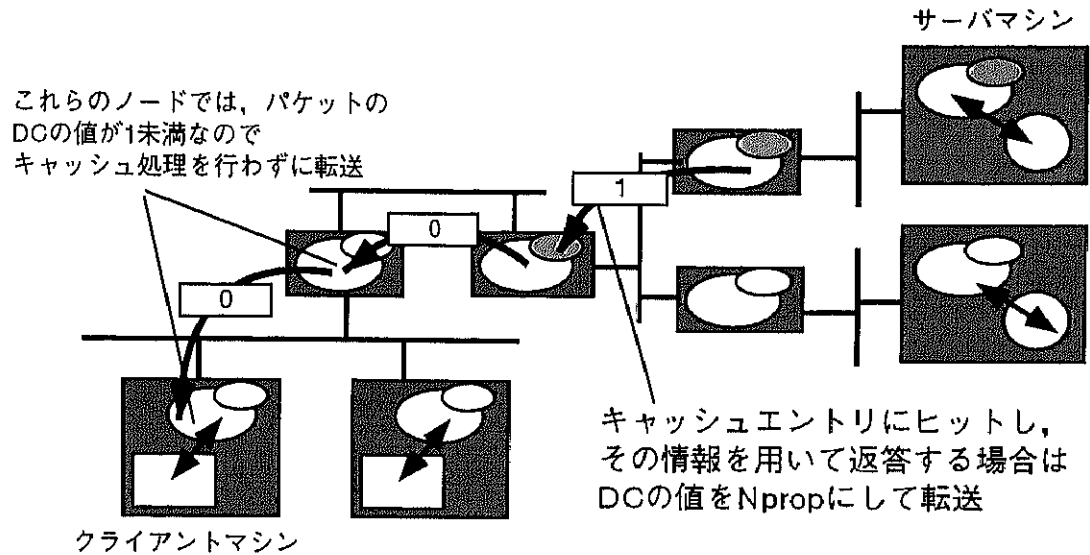 サーバマシン
これらのノードでは，パケットの
DCの値が1未満なので
キャッシュ処理を行わずに転送
1
0
0
キャッシュエントリにヒットし，
その情報を用いて返答する場合は
DCの値をNpropにして転送
クライアントマシン